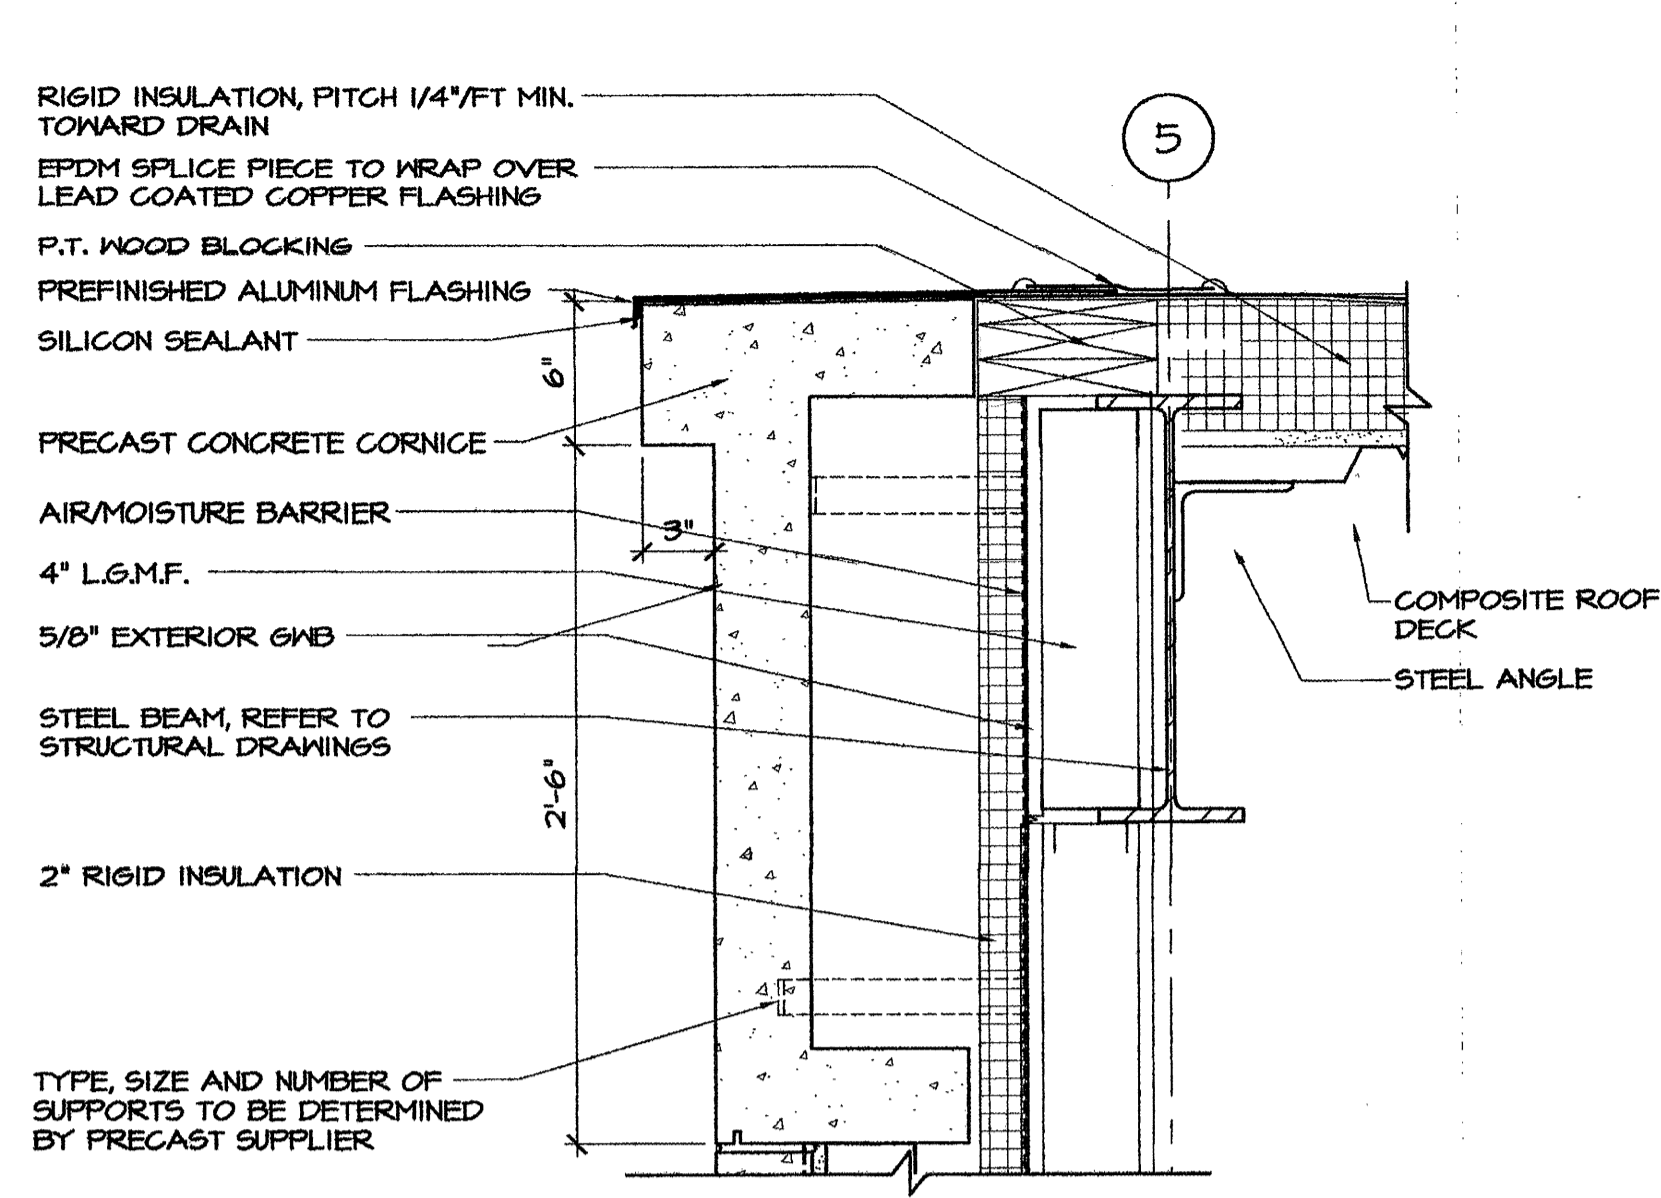 RIGID INSULATION, PITCH 1/4"/FT MIN.
TOWARD DRAIN
5
EPDM SPLICE PIECE TO WRAP OVER
LEAD COATED COPPER FLASHING
P.T. WOOD BLOCKING
PREFINISHED ALUMINUM FLASHING
SILICON SEALANT
6"
PRECAST CONCRETE CORNICE
AIR/MOISTURE BARRIER
3"
4" L.G.M.F.
COMPOSITE ROOF
DECK
5/8" EXTERIOR GWB
STEEL ANGLE
STEEL BEAM, REFER TO
STRUCTURAL DRAWINGS
2'-6"
2" RIGID INSULATION
TYPE, SIZE AND NUMBER OF
SUPPORTS TO BE DETERMINED
BY PRECAST SUPPLIER